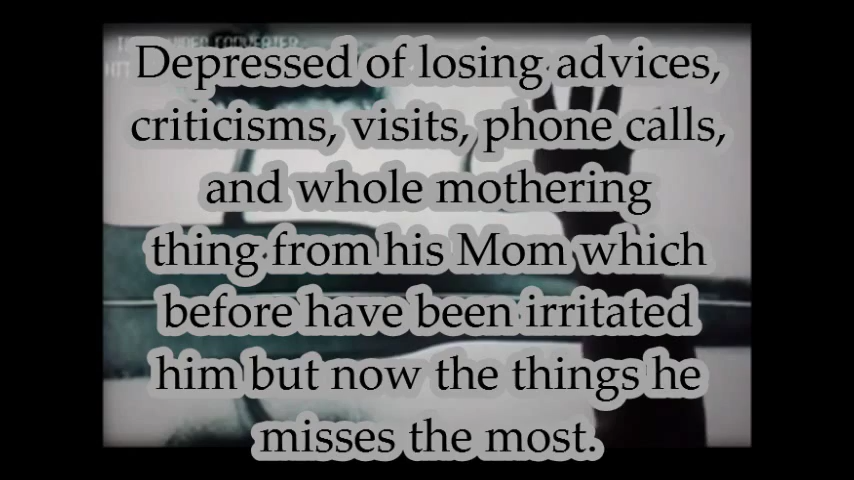 Depressed of losing advices,
criticisms, visits, phone calls,
and whole mothering
thing from his Mom which
before have been irritated
him but now the things he
misses the most.